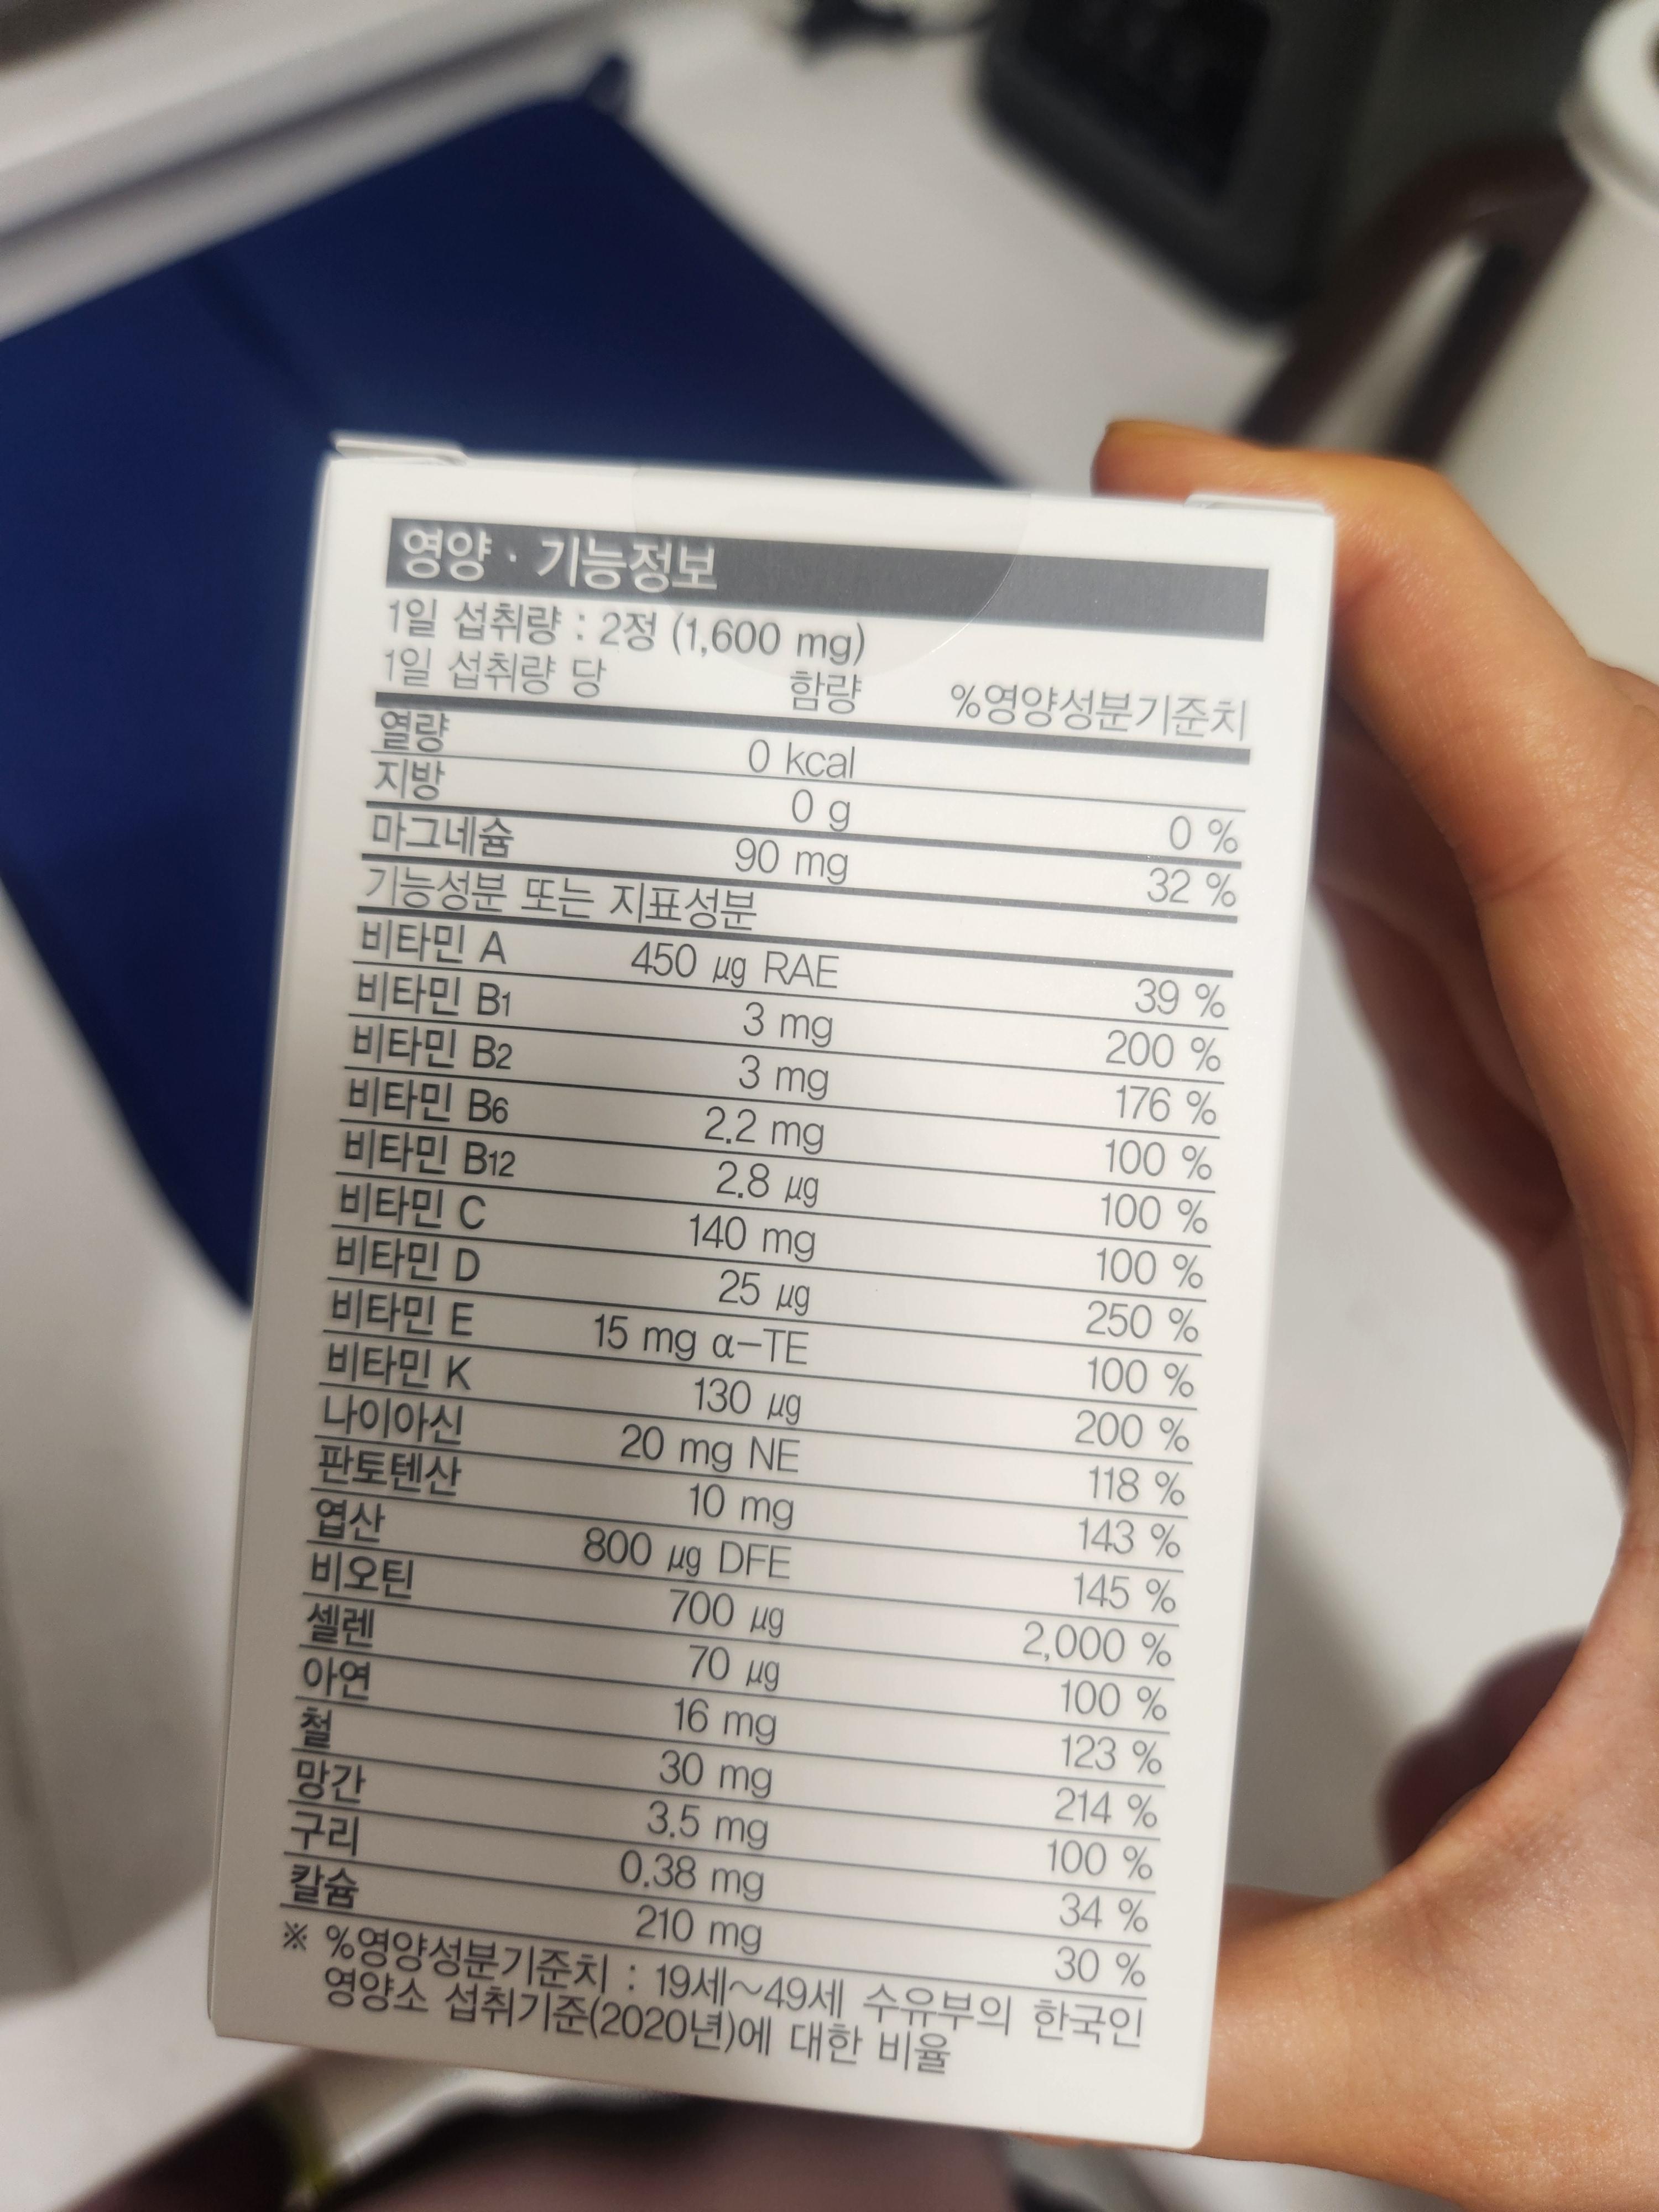 영양 · 기능정보
1일 섭취량 : 2정 (1,600 mg)
1일 섭취량 당 함량 %영양성분기준치
열량 0 kcal
지방 0 g 0 %
마그네슘 90 mg 32 %
기능성분 또는 지표성분
비타민 A 450 μg RAE 39 %
비타민 B1 3 mg 200 %
비타민 B2 3 mg 176 %
비타민 B6 2.2 mg 100 %
비타민 B12 2.8 μg 100 %
비타민 C 140 mg 100 %
비타민 D 25 μg 250 %
비타민 E 15 mg α-TE 100 %
비타민 K 130 μg 200 %
나이아신 20 mg NE 118 %
판토텐산 10 mg 143 %
엽산 800 μg DFE 145 %
비오틴 700 μg 2,000 %
셀렌 70 μg 100 %
아연 16 mg 123 %
철 30 mg 214 %
망간 3.5 mg 100 %
구리 0.38 mg 34 %
칼슘 210 mg 30 %
※ %영양성분기준치 : 19세~49세 수유부의 한국인
영양소 섭취기준(2020년)에 대한 비율